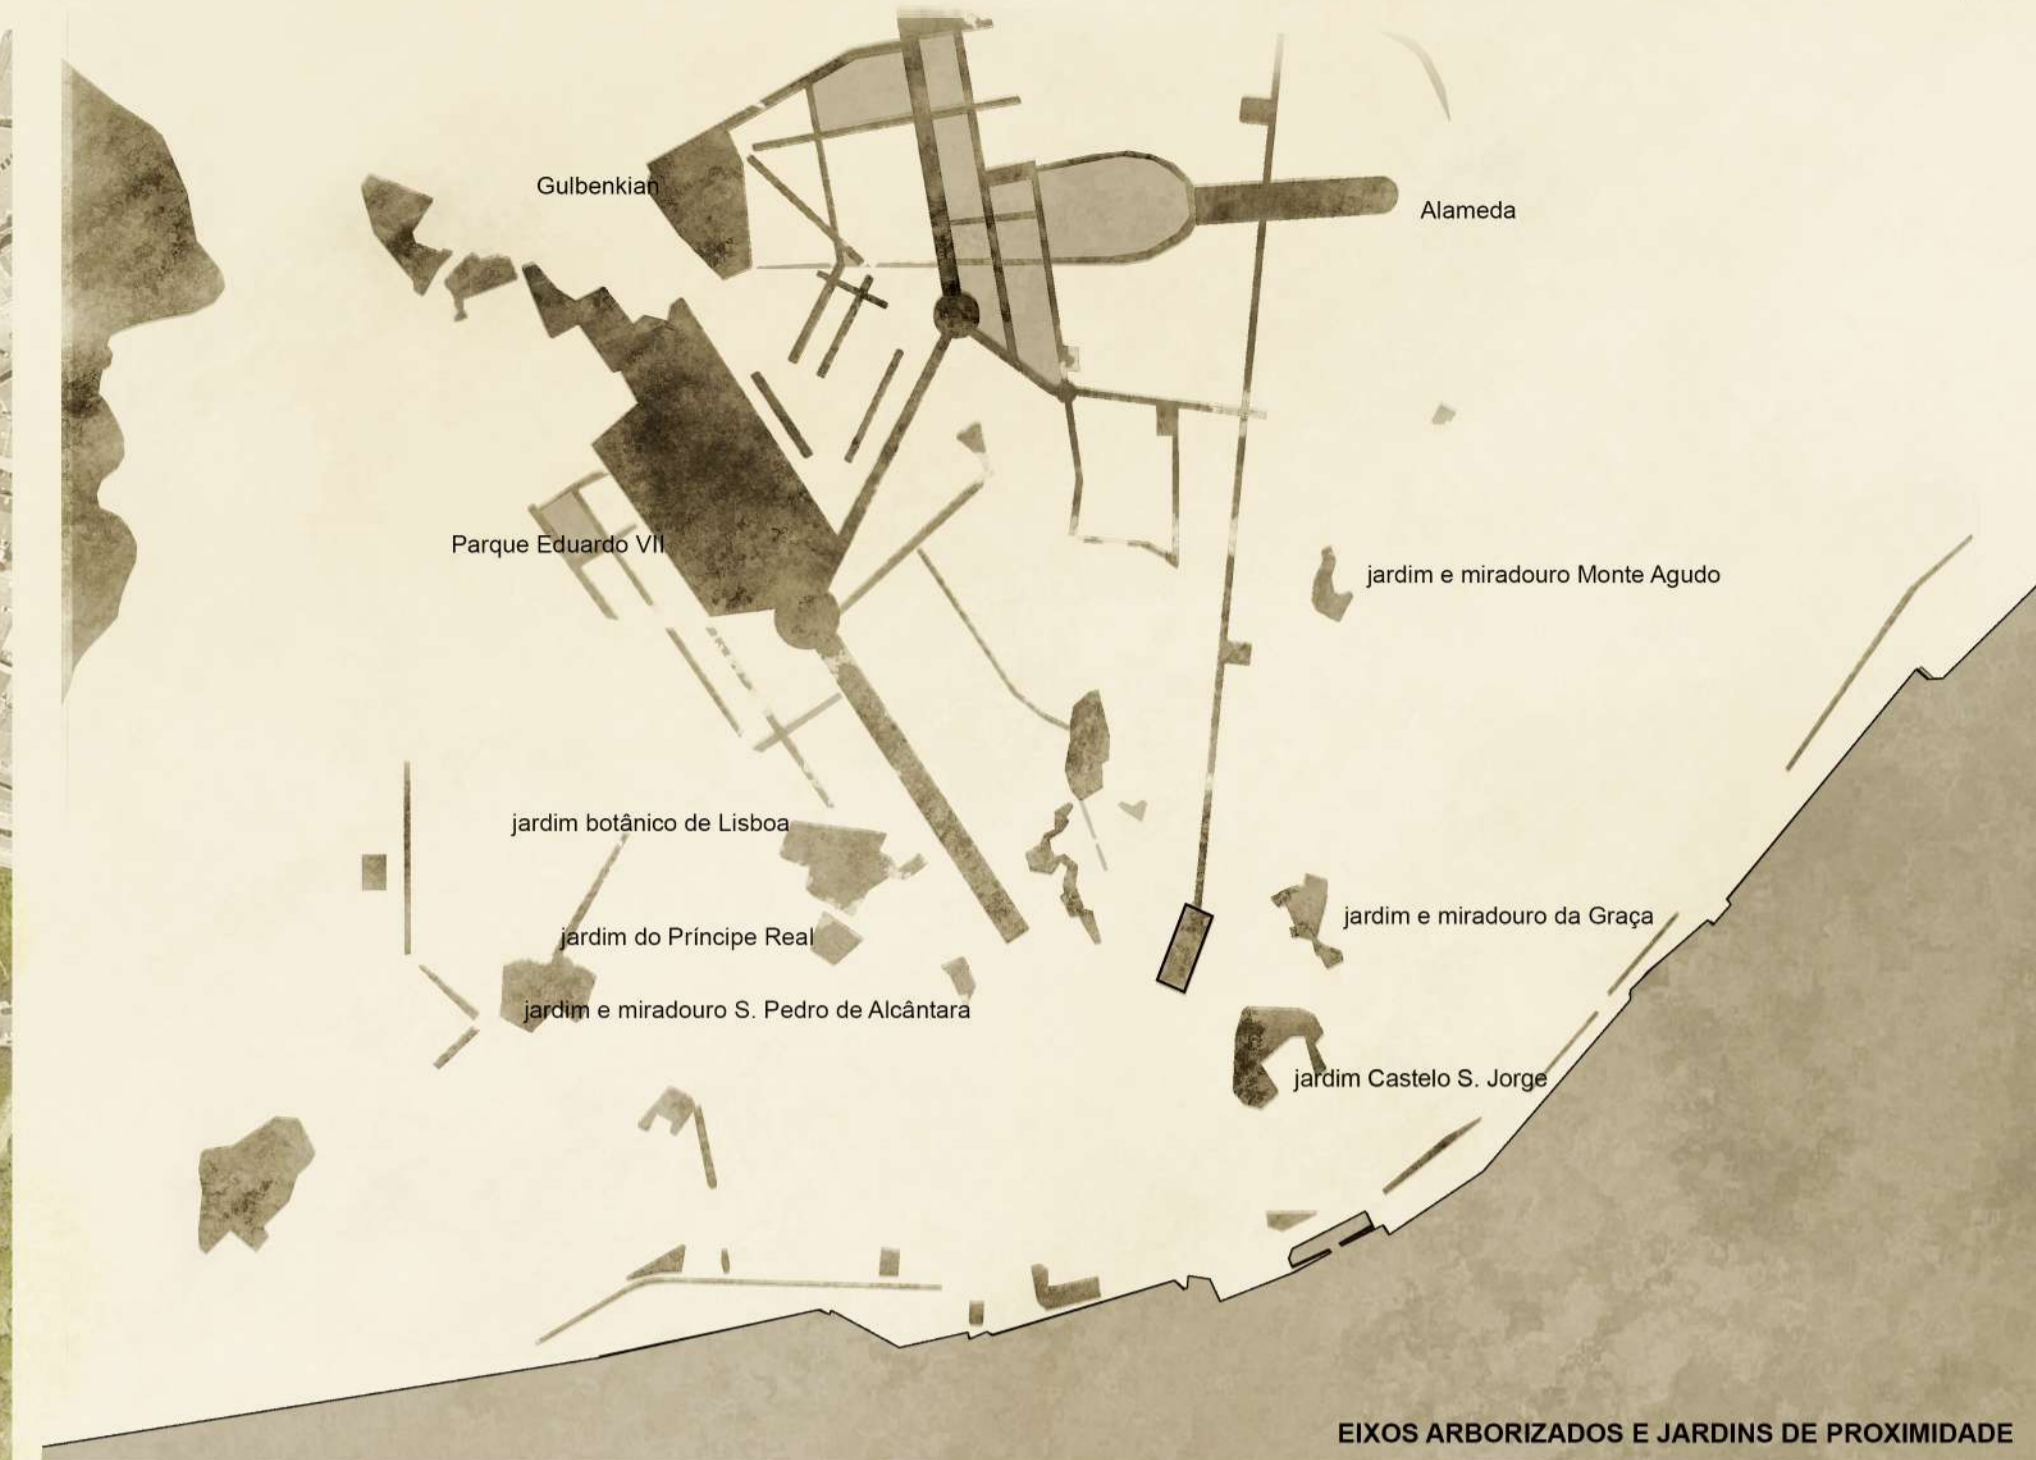 Gulbenkian
Alameda
Parque Eduardo VII
jardim e miradouro Monte Agudo
jardim botânico de Lisboa
jardim e miradouro da Graça
jardim do Príncipe Real
jardim e miradouro S. Pedro de Alcântara
jardim Castelo S. Jorge
EIXOS ARBORIZADOS E JARDINS DE PROXIMIDADE